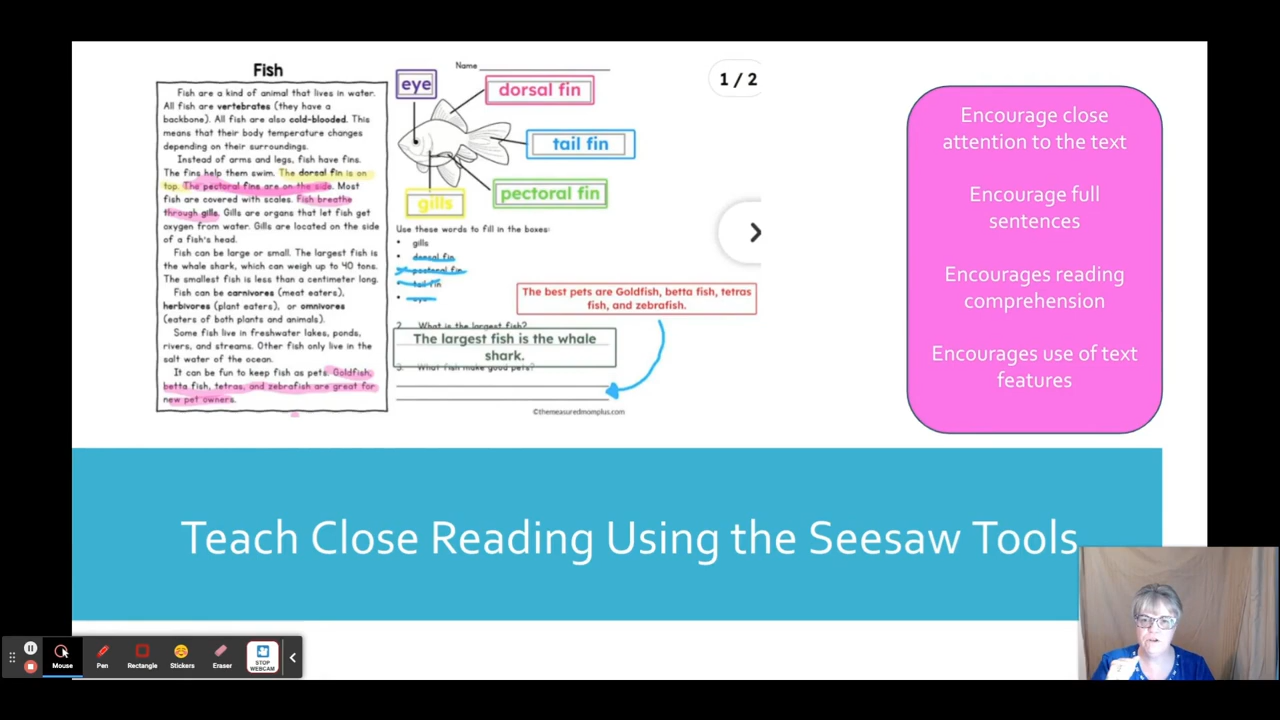 Fish
Fish are a kind of animal that lives in water.
All fish are vertebrates (they have a
backbone). All fish are also cold-blooded. This
means that their body temperature changes
depending on their surroundings.
Instead of arms and legs, fish have fins.
The fins help them swim. The dorsal fin is on
top. The pectoral fins are on the side. Most
fish are covered with scales. Fish breathe
through gills. Gills are organs that let fish get
oxygen from water. Gills are located on the side
of a fish's head.
Fish can be large or small. The largest fish is
the whale shark, which can weigh up to 40 tons.
The smallest fish is less than a centimeter long.
Fish can be carnivores (meat eaters),
herbivores (plant eaters), or omnivores
(eaters of both plants and animals).
Some fish live in freshwater lakes, ponds,
rivers, and streams. Other fish only live in the
salt water of the ocean.
It can be fun to keep fish as pets. Goldfish,
betta fish, tetras, and zebrafish are great for
new pet owners.
Name
eye
dorsal fin
tail fin
pectoral fin
gills
Use these words to fill in the boxes:
• gills
• dorsal fin
• pectoral fin
• tail fin
• eye
The best pets are Goldfish, betta fish, tetras
fish, and zebrafish.
2. What is the largest fish?
The largest fish is the whale
shark.
3. What fish make good pets?
©themeasuredmomplus.com
1 / 2
Encourage close
attention to the text
Encourage full
sentences
Encourages reading
comprehension
Encourages use of text
features
Teach Close Reading Using the Seesaw Tools
Mouse
Pen
Rectangle
Stickers
Eraser
STOP
WEBCAM